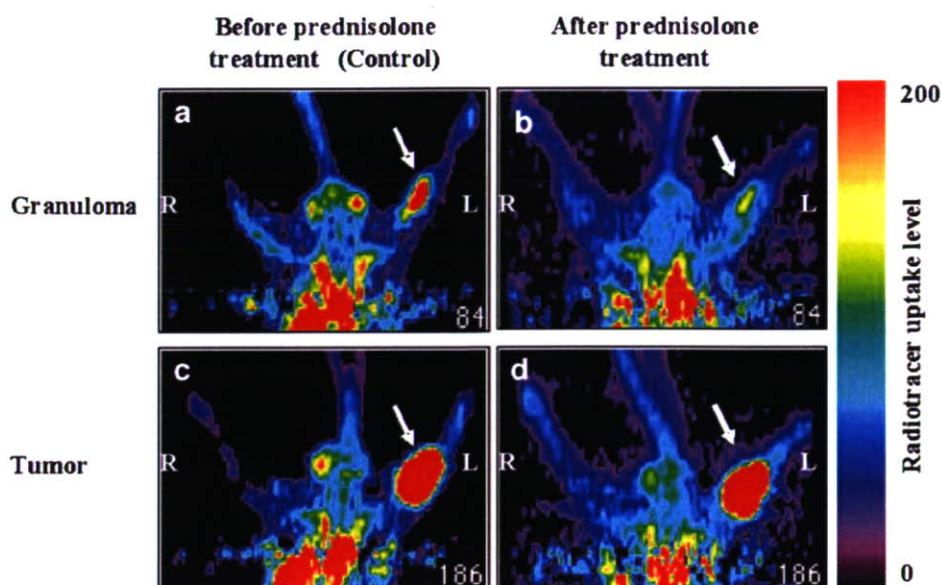 Before prednisolone
treatment (Control)
After prednisolone
treatment
200
a
b
Granuloma
R
L
R
L
84
84
c
d
Tumor
R
L
R
L
186
186
Radiotracer uptake level
0